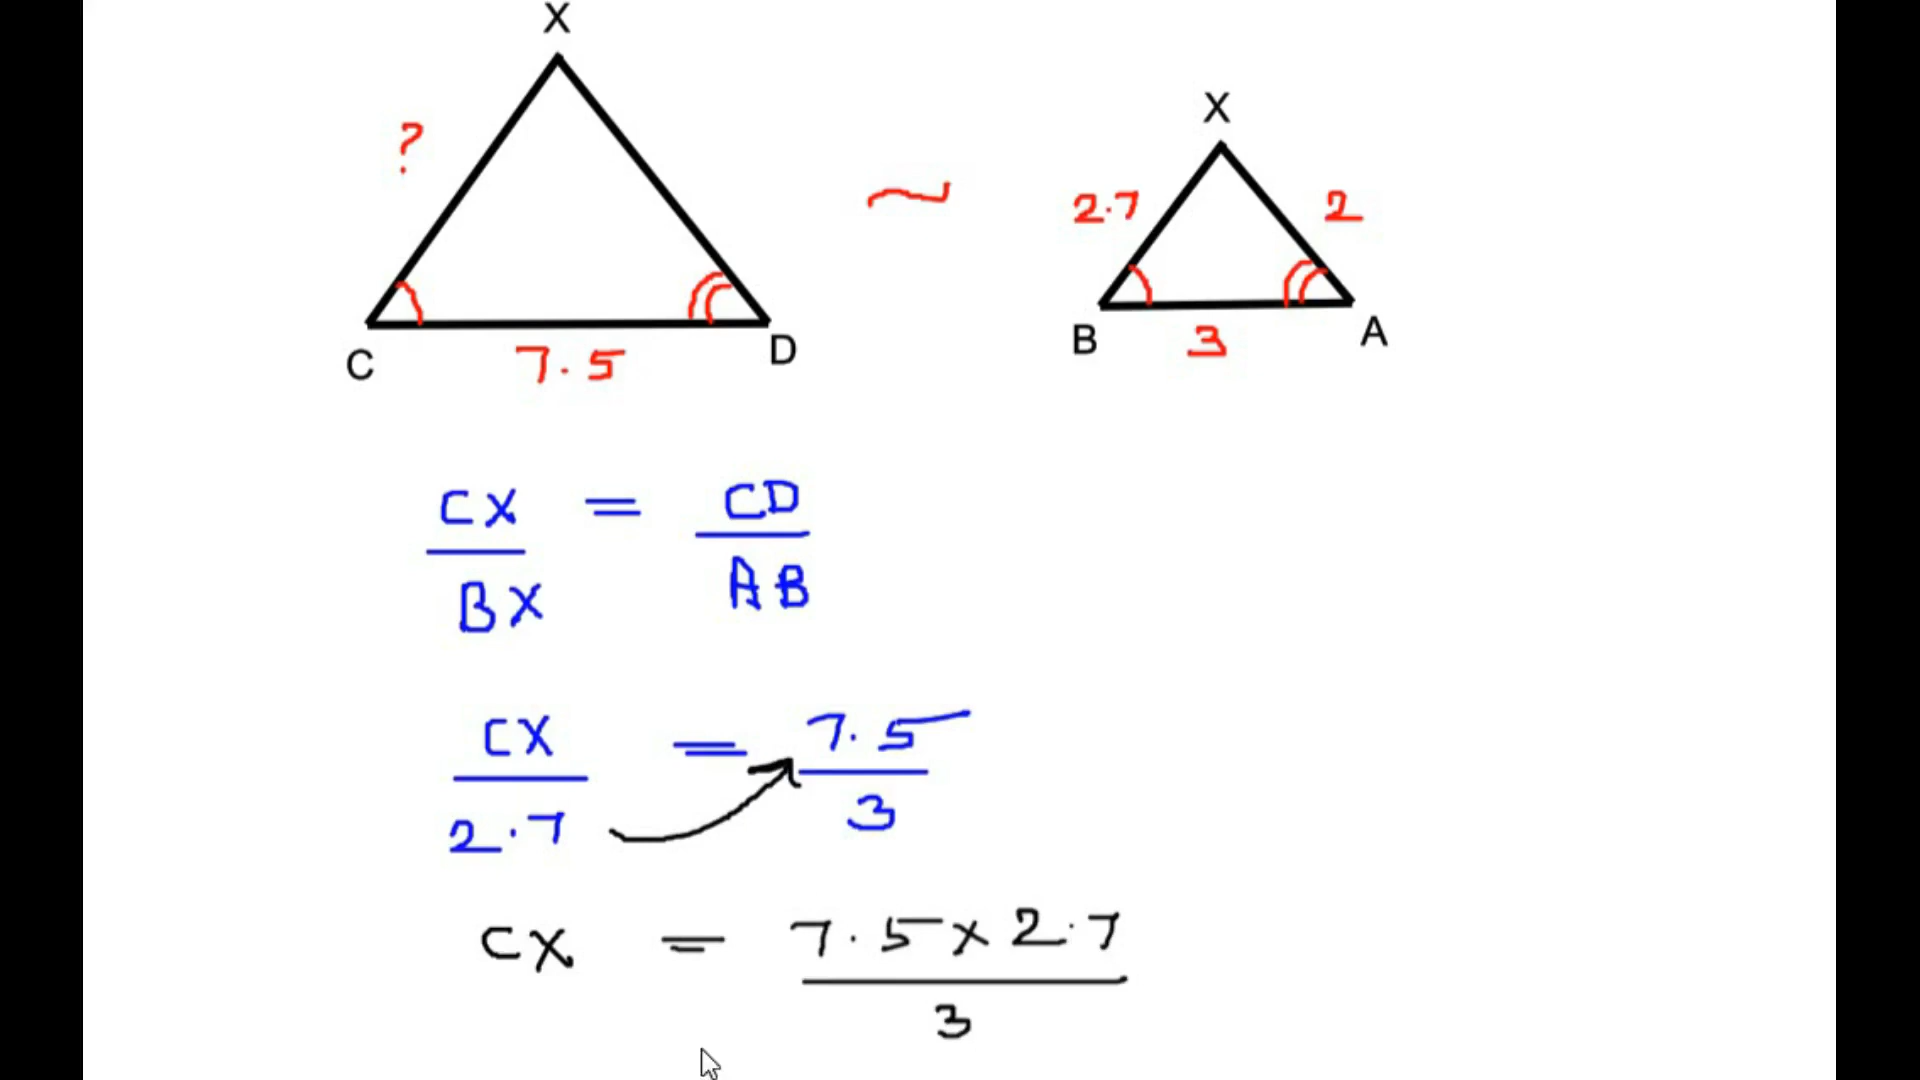 X
X
?
~
2.7
2
C
7.5
D
B
3
A
CX = CD
BX AB
CX = 7.5
2.7 3
CX = 7.5 x 2.7
3